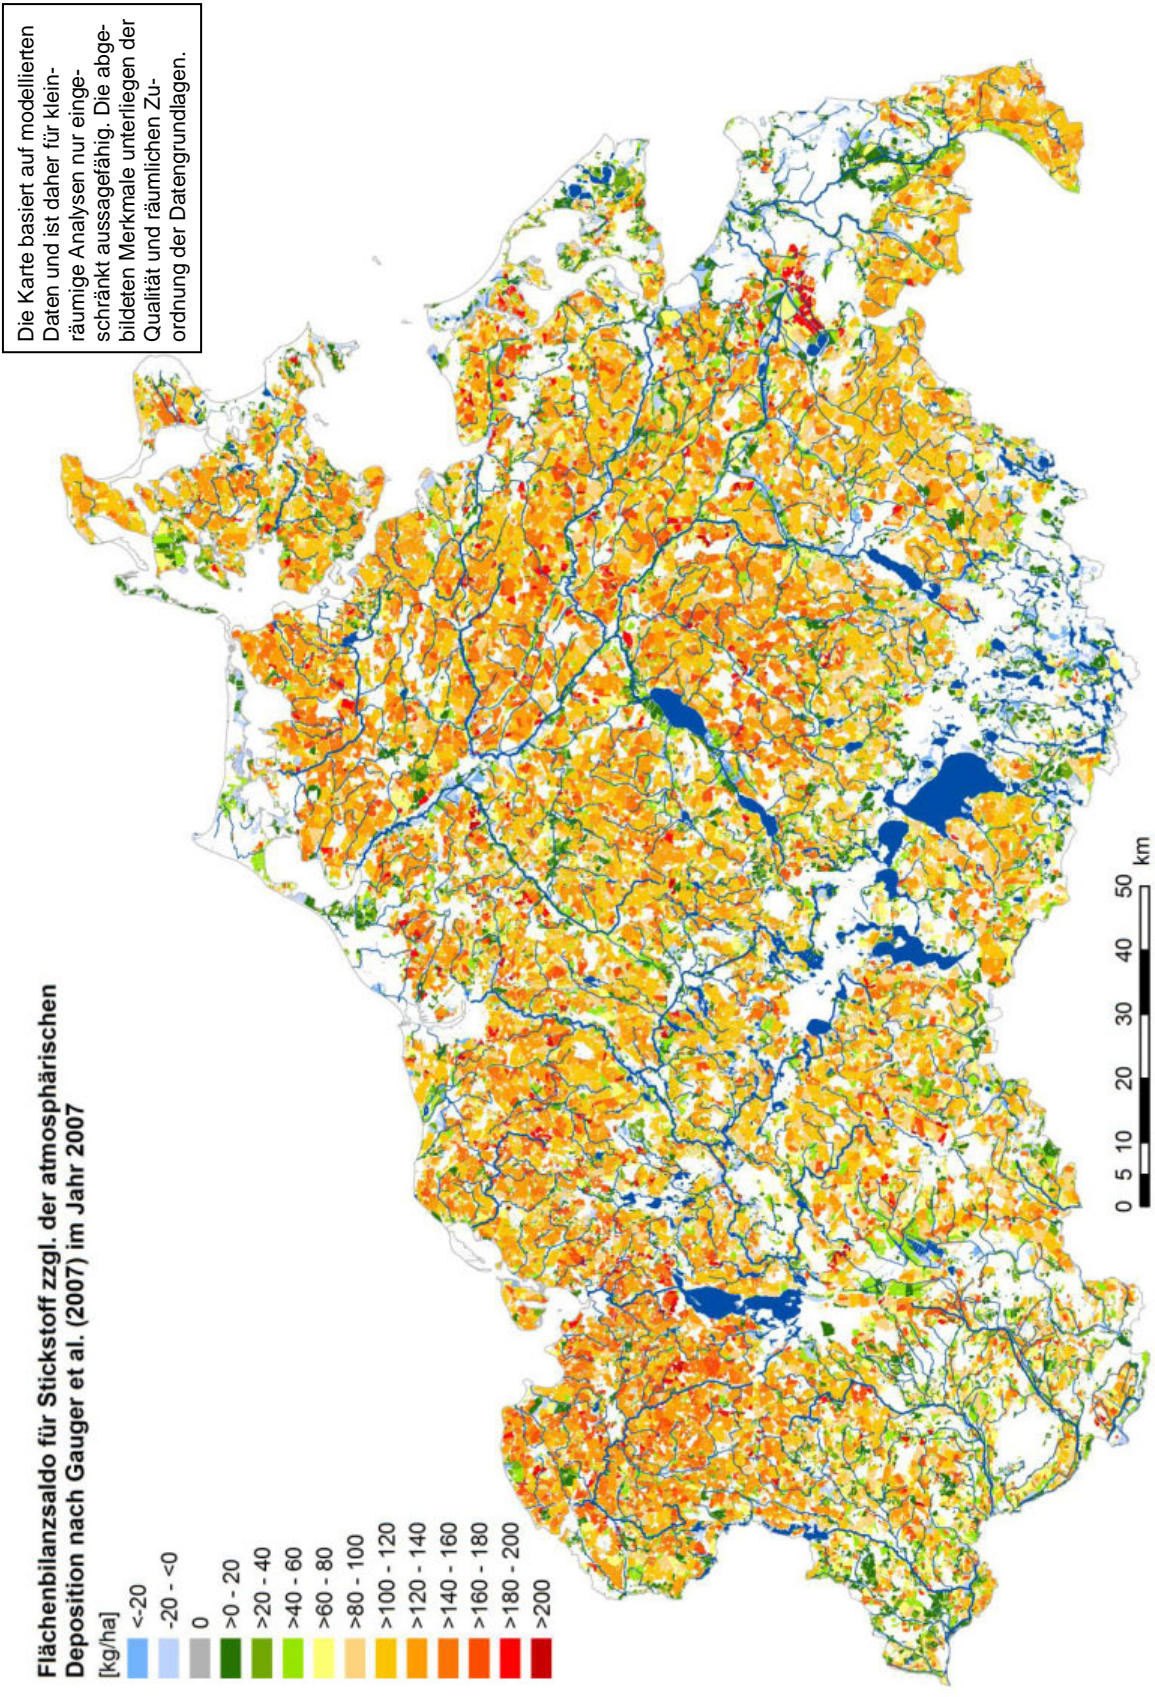 Flächenbilanzsaldo für Stickstoff zzgl. der atmosphärischen
Deposition nach Gauger et al. (2007) im Jahr 2007
[kg/ha]
<-20
-20 - <0
0
>0 - 20
>20 - 40
>40 - 60
>60 - 80
>80 - 100
>100 - 120
>120 - 140
>140 - 160
>160 - 180
>180 - 200
>200
Die Karte basiert auf modellierten
Daten und ist daher für klein-
räumige Analysen nur einge-
schränkt aussagefähig. Die abge-
bildeten Merkmale unterliegen der
Qualität und räumlichen Zu-
ordnung der Datengrundlagen.
0 5 10 20 30 40 50
km